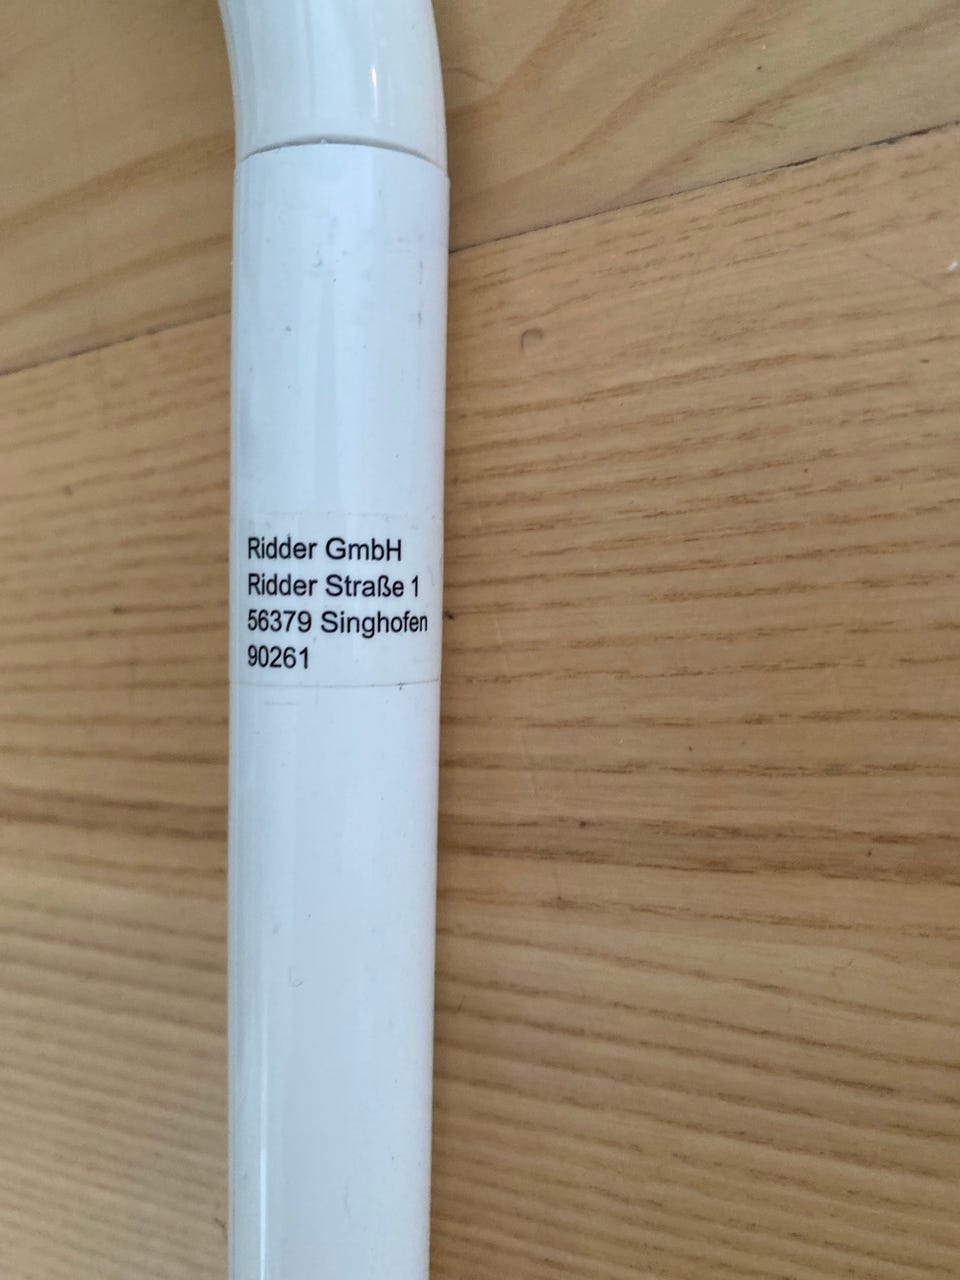 Ridder GmbH
Ridder Straße 1
56379 Singhofen
90261